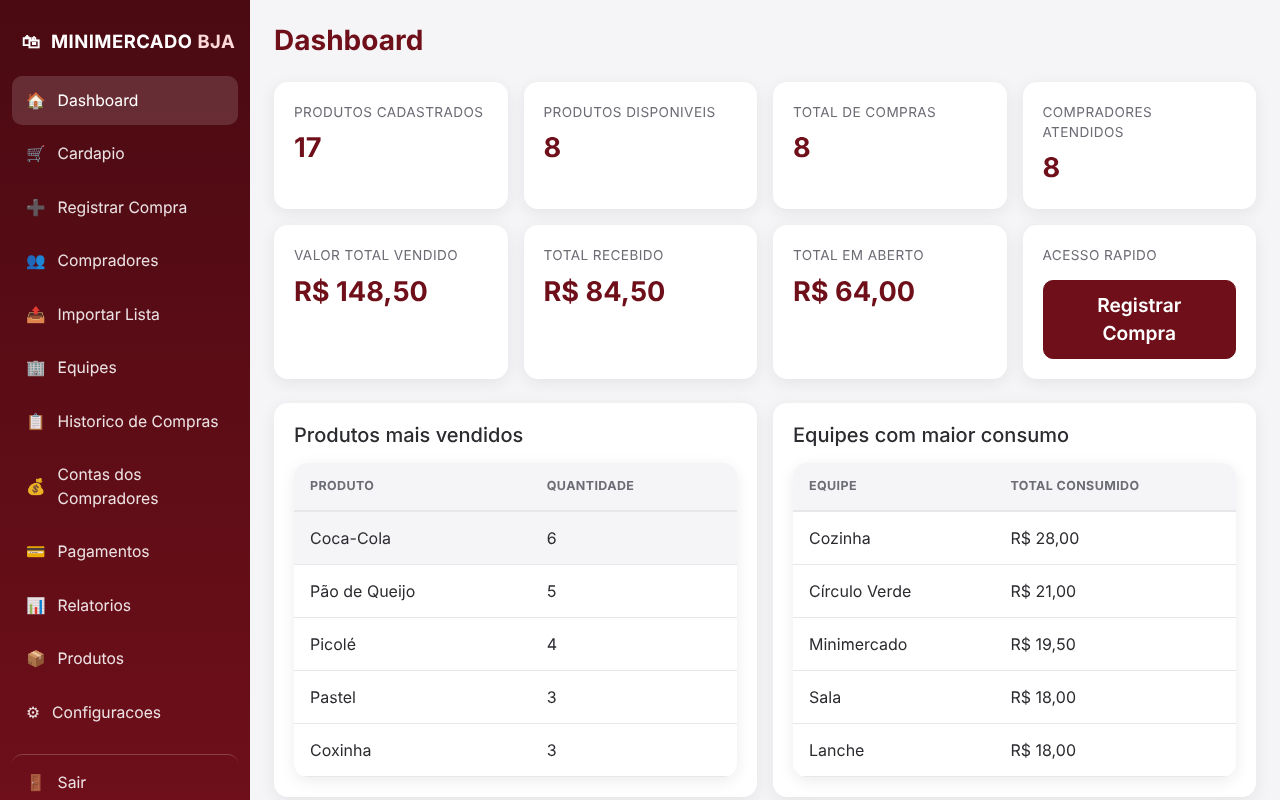 MINIMERCADO BJA
Dashboard
Cardapio
Registrar Compra
Compradores
Importar Lista
Equipes
Historico de Compras
Contas dos
Compradores
Pagamentos
Relatorios
Produtos
Configuracoes
Sair
Dashboard
PRODUTOS CADASTRADOS
17
PRODUTOS DISPONIVEIS
8
TOTAL DE COMPRAS
8
COMPRADORES
ATENDIDOS
8
VALOR TOTAL VENDIDO
R$ 148,50
TOTAL RECEBIDO
R$ 84,50
TOTAL EM ABERTO
R$ 64,00
ACESSO RAPIDO
Registrar
Compra
Produtos mais vendidos
PRODUTO QUANTIDADE
Coca-Cola 6
Pão de Queijo 5
Picolé 4
Pastel 3
Coxinha 3
Equipes com maior consumo
EQUIPE TOTAL CONSUMIDO
Cozinha R$ 28,00
Círculo Verde R$ 21,00
Minimercado R$ 19,50
Sala R$ 18,00
Lanche R$ 18,00